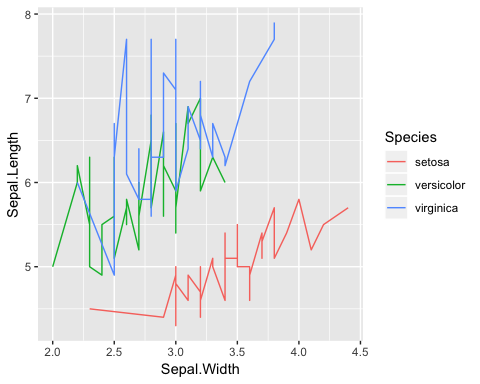 8
7
6
5
Sepal.Length
2.0 2.5 3.0 3.5 4.0 4.5
Sepal.Width
Species
setosa
versicolor
virginica